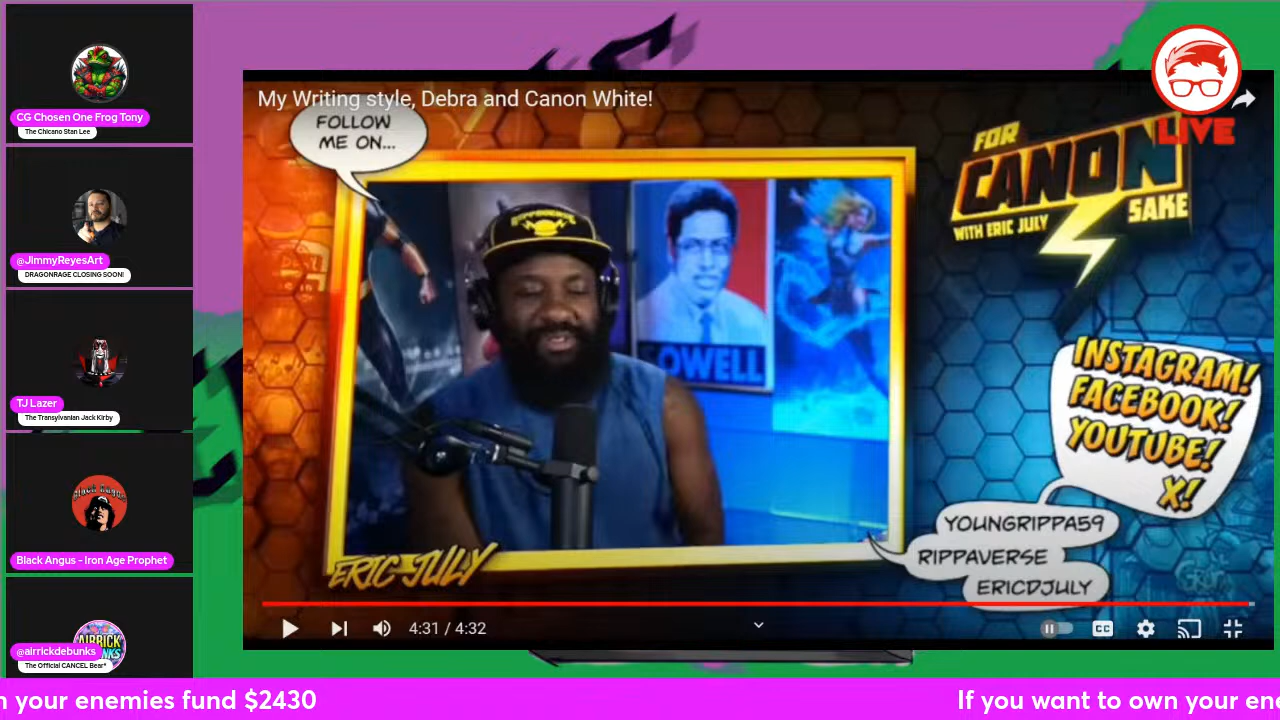 CG Chosen One Frog Tony
The Chicano Stan Lee
@JimmyReyesArt
DRAGONRAGE CLOSING SOON!
TJ Lazer
The Transylvanian Jack Kirby
Black Angus
Black Angus - Iron Age Prophet
@airrickdebunks
The Official CANCEL Bear*
My Writing style, Debra and Canon White!
FOLLOW
ME ON...
OWELL
ERIC JULY
4:31 / 4:32
LIVE
FOR
CANON
SAKE
WITH ERIC JULY
INSTAGRAM!
FACEBOOK!
YOUTUBE!
X!
YOUNGRIPPA59
RIPPAVERSE
ERICDJULY
CC
n your enemies fund $2430
If you want to own your ene